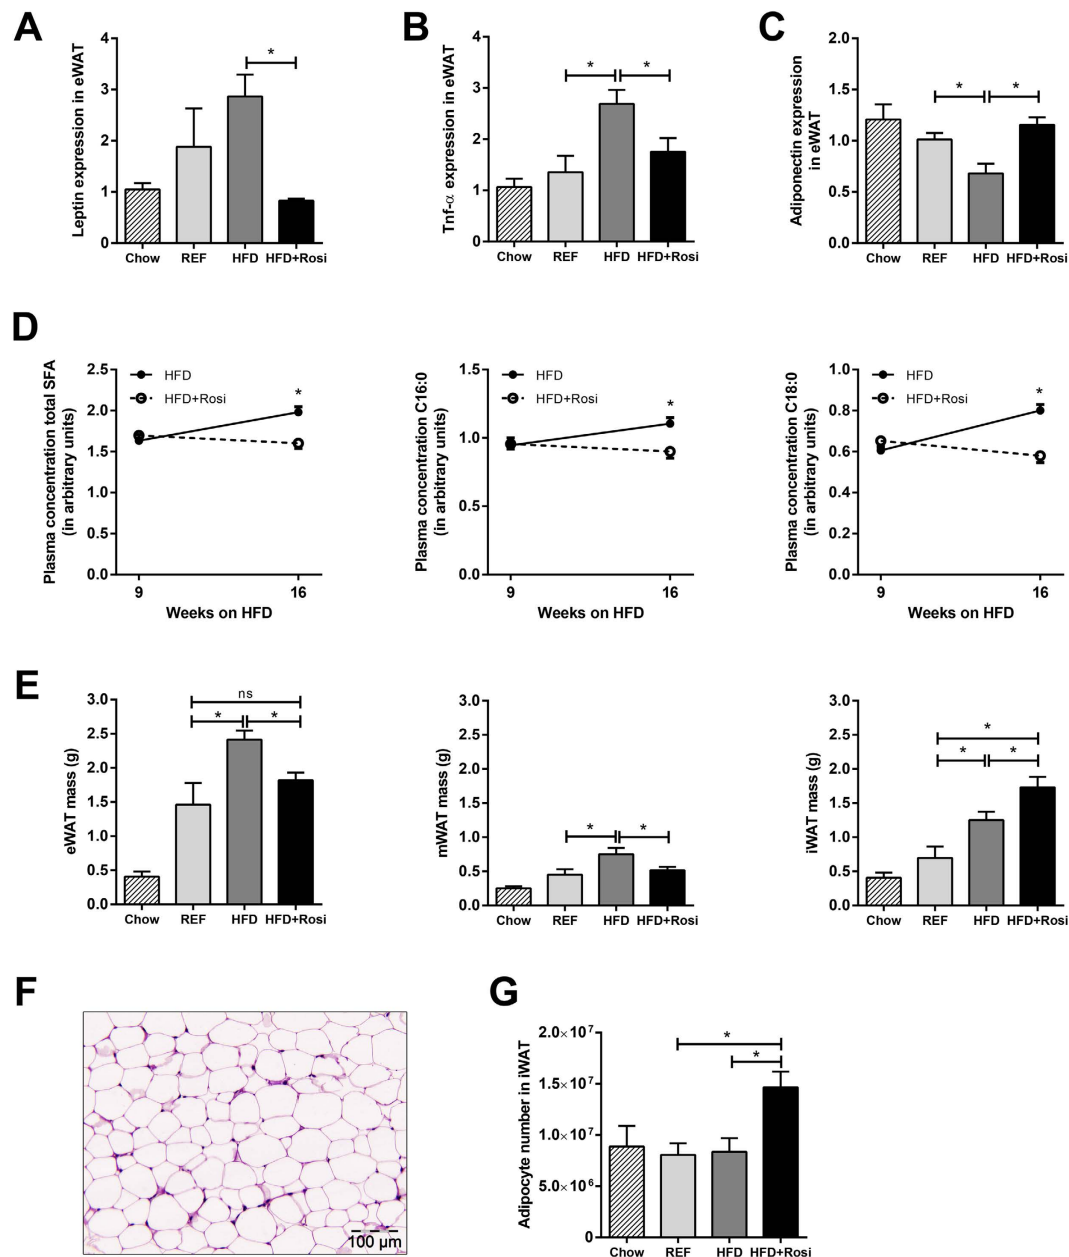 A
Leptin expression in eWAT
4
3
2
1
0
*
Chow REF HFD HFD+Rosi
B
Tnf-α expression in eWAT
4
3
2
1
0
* *
Chow REF HFD HFD+Rosi
C
Adiponectin expression
in eWAT
2.0
1.5
1.0
0.5
0.0
* *
Chow REF HFD HFD+Rosi
D
Plasma concentration total SFA
(in arbitrary units)
2.5
2.0
1.5
1.0
0.5
0.0
HFD
HFD+Rosi
*
9 16
Weeks on HFD
Plasma concentration C16:0
(in arbitrary units)
1.5
1.0
0.5
0.0
HFD
HFD+Rosi
*
9 16
Weeks on HFD
Plasma concentration C18:0
(in arbitrary units)
1.0
0.8
0.6
0.4
0.2
0.0
HFD
HFD+Rosi
*
9 16
Weeks on HFD
E
eWAT mass (g)
3.0
2.5
2.0
1.5
1.0
0.5
0.0
ns
* *
Chow REF HFD HFD+Rosi
mWAT mass (g)
3.0
2.5
2.0
1.5
1.0
0.5
0.0
* *
Chow REF HFD HFD+Rosi
iWAT mass (g)
3.0
2.5
2.0
1.5
1.0
0.5
0.0
*
* *
Chow REF HFD HFD+Rosi
F
100 µm
G
Adipocyte number in iWAT
2.0×10⁷
1.5×10⁷
1.0×10⁷
5.0×10⁶
0
*
*
Chow REF HFD HFD+Rosi